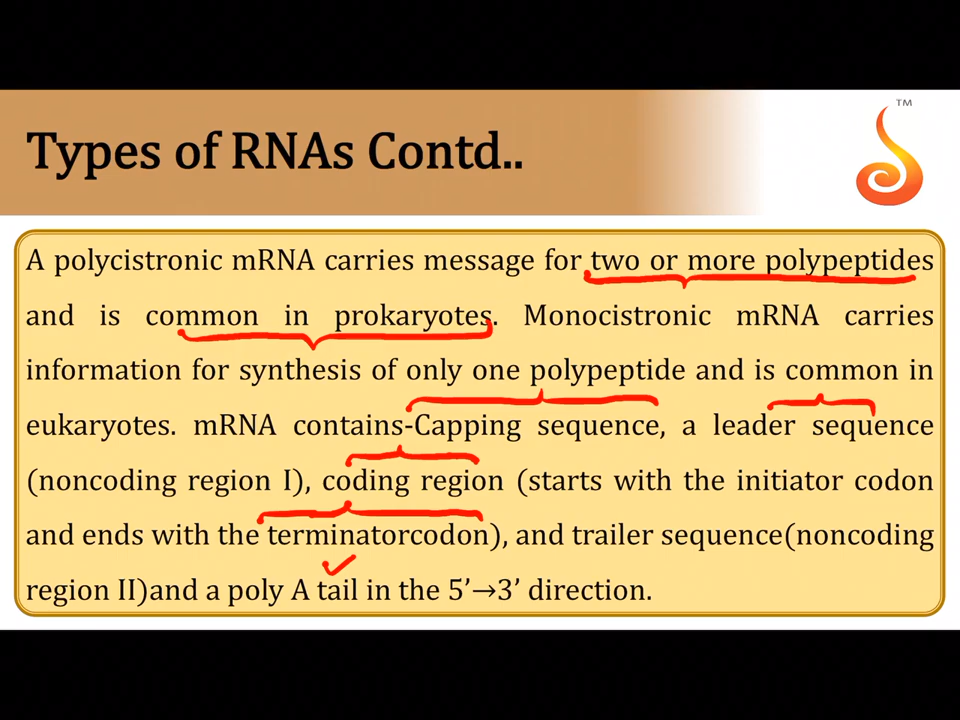 TM
Types of RNAs Contd..
A polycistronic mRNA carries message for two or more polypeptides
and is common in prokaryotes. Monocistronic mRNA carries
information for synthesis of only one polypeptide and is common in
eukaryotes. mRNA contains-Capping sequence, a leader sequence
(noncoding region I), coding region (starts with the initiator codon
and ends with the terminatorcodon), and trailer sequence(noncoding
region II)and a poly A tail in the 5’→3’ direction.